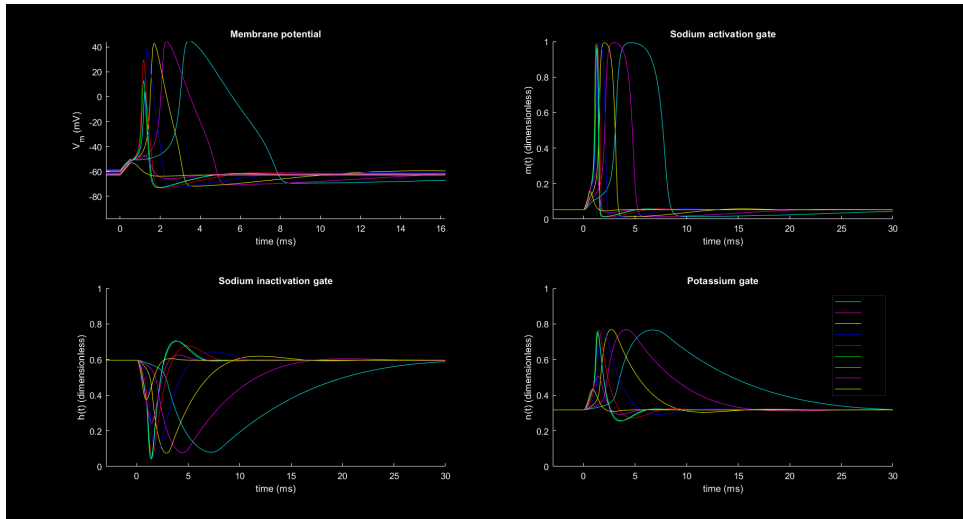 Membrane potential
40
20
0
-20
-40
-60
-80
V_m (mV)
0 2 4 6 8 10 12 14 16
time (ms)
Sodium activation gate
1
0.8
0.6
0.4
0.2
0
m(t) (dimensionless)
0 5 10 15 20 25 30
time (ms)
Sodium inactivation gate
1
0.8
0.6
0.4
0.2
0
h(t) (dimensionless)
0 5 10 15 20 25 30
time (ms)
Potassium gate
1
0.8
0.6
0.4
0.2
0
n(t) (dimensionless)
0 5 10 15 20 25 30
time (ms)